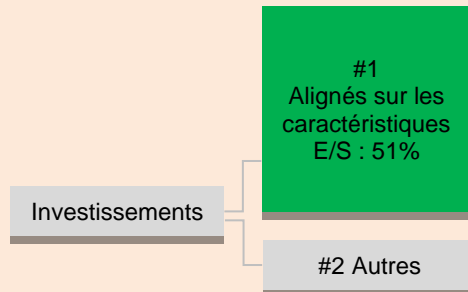 #1
Alignés sur les
caractéristiques
E/S : 51%
Investissements
#2 Autres